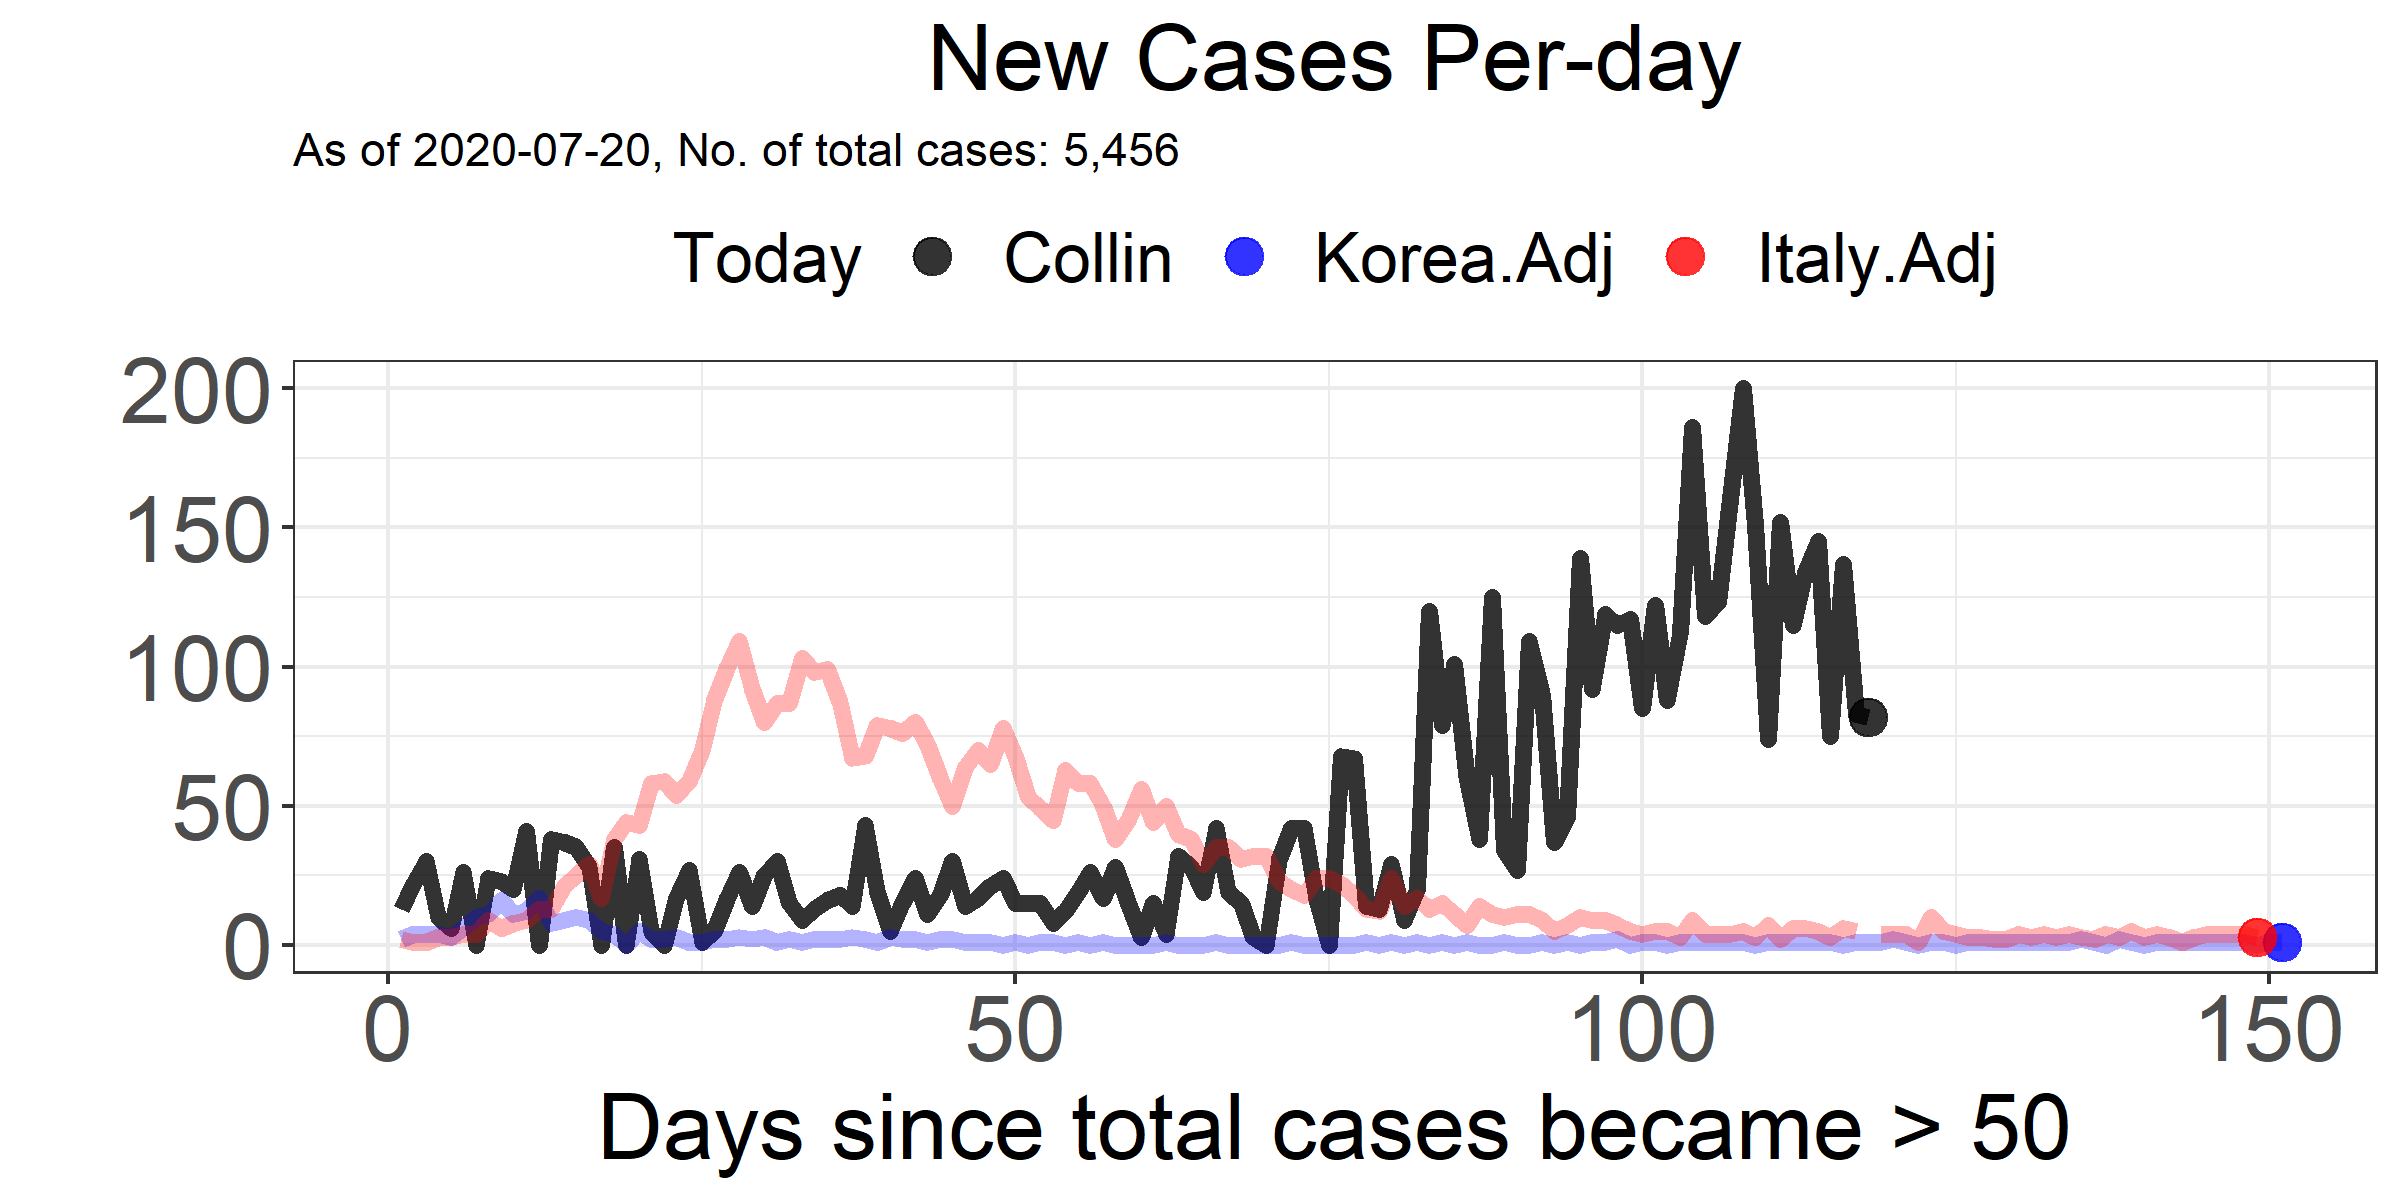 New Cases Per-day
As of 2020-07-20, No. of total cases: 5,456
Today Collin Korea.Adj Italy.Adj
200
150
100
50
0
0 50 100 150
Days since total cases became > 50